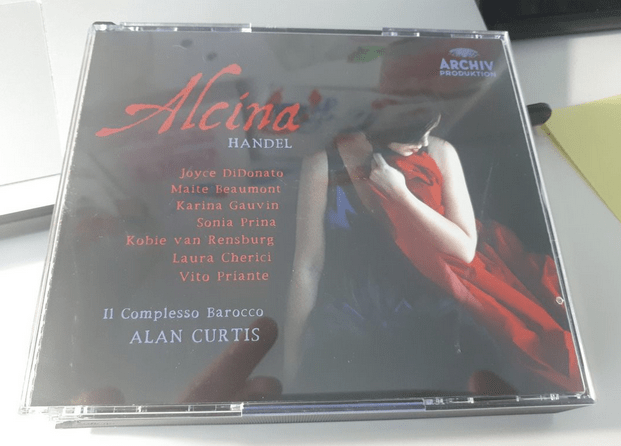 ARCHIV
PRODUKTION
Alcina
HANDEL
Joyce DiDonato
Maite Beaumont
Karina Gauvin
Sonia Prina
Kobie van Rensburg
Laura Cherici
Vito Priante
Il Complesso Barocco
ALAN CURTIS